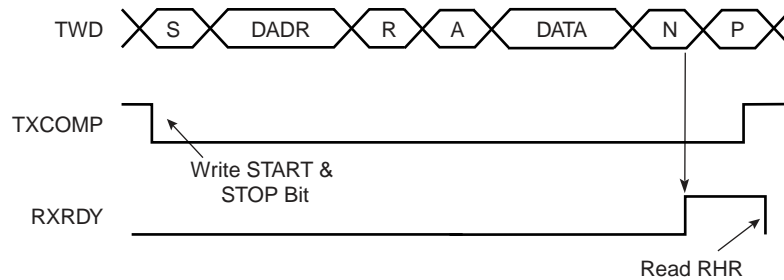 TWD S DADR R A DATA N P
TXCOMP
Write START &
STOP Bit
RXRDY
Read RHR